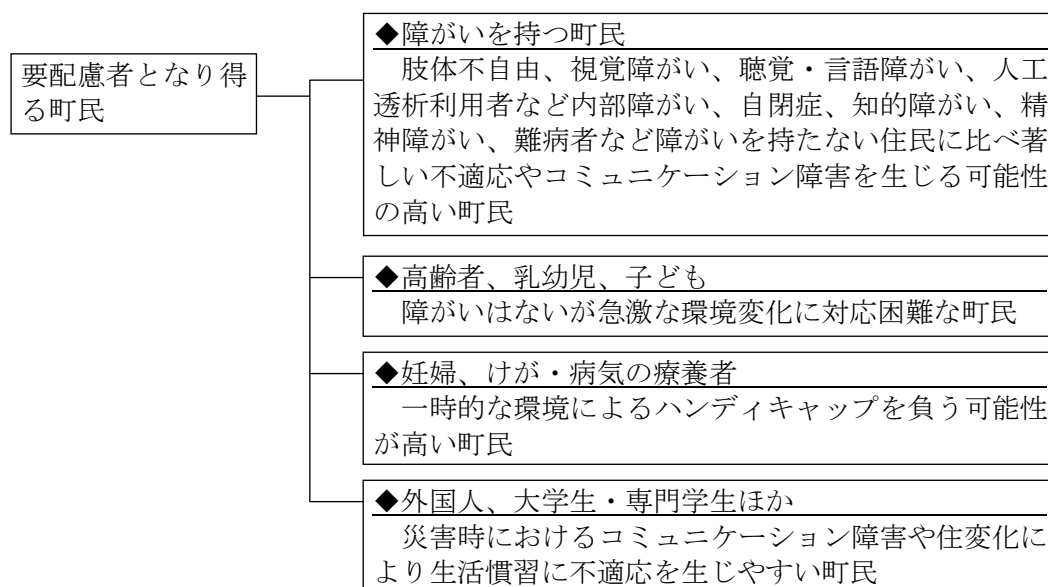 要配慮者となり得
る町民
◆障がいを持つ町民
肢体不自由、視覚障がい、聴覚・言語障がい、人工
透析利用者など内部障がい、自閉症、知的障がい、精
神障がい、難病者など障がいを持たない住民に比べ著
しい不適応やコミュニケーション障害を生じる可能性
の高い町民
◆高齢者、乳幼児、子ども
障がいはないが急激な環境変化に対応困難な町民
◆妊婦、けが・病気の療養者
一時的な環境によるハンディキャップを負う可能性
が高い町民
◆外国人、大学生・専門学生ほか
災害時におけるコミュニケーション障害や住変化に
より生活慣習に不適応を生じやすい町民